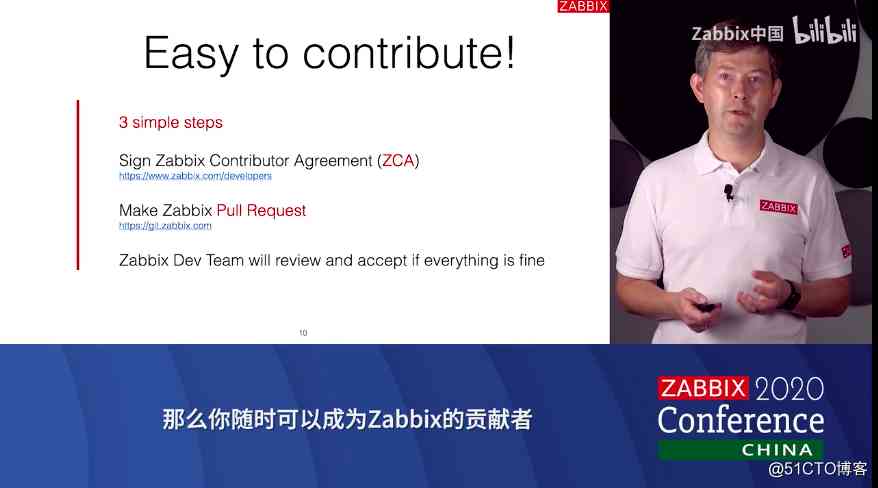 ZABBIX
Zabbix中国 bilibili
Easy to contribute!
3 simple steps
Sign Zabbix Contributor Agreement (ZCA)
https://www.zabbix.com/developers
Make Zabbix Pull Request
https://git.zabbix.com
Zabbix Dev Team will review and accept if everything is fine
10
ZABBIX
那么你随时可以成为Zabbix的贡献者
ZABBIX 2020
Conference
CHINA
@51CTO博客